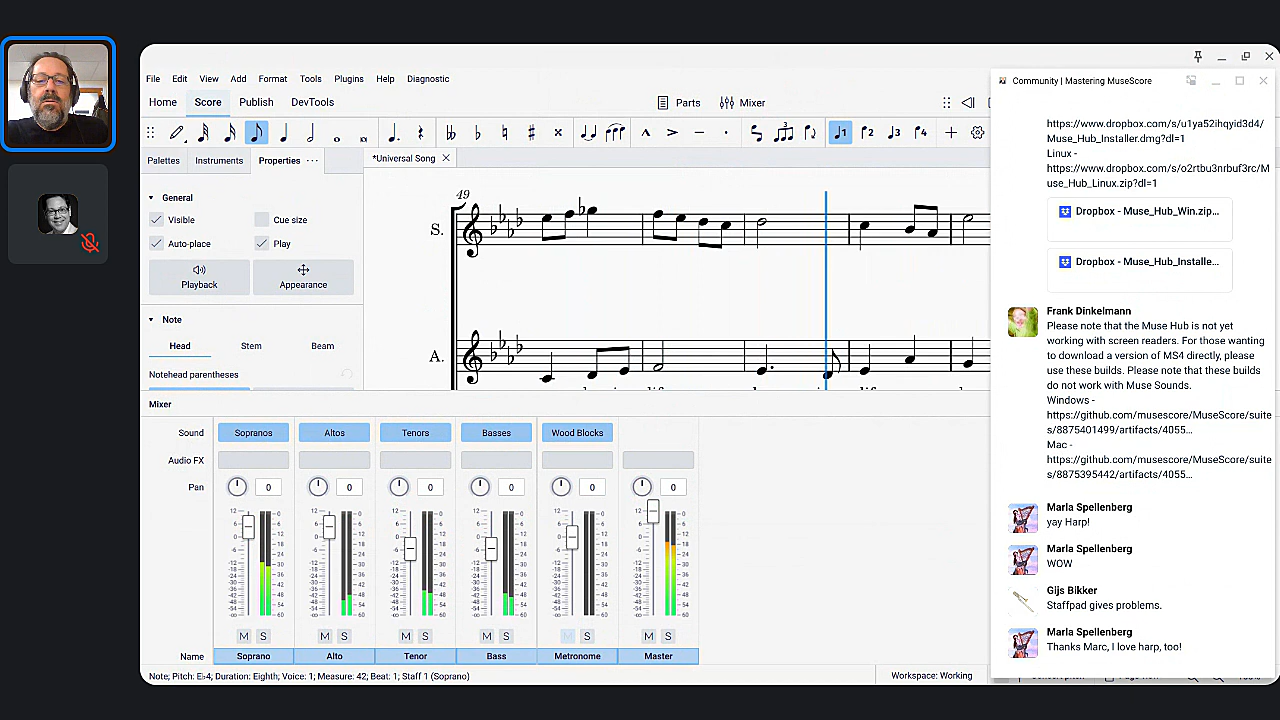 File Edit View Add Format Tools Plugins Help Diagnostic
Home Score Publish DevTools Parts Mixer
Palettes Instruments Properties
*Universal Song
General
Visible Cue size
Auto-place Play
Playback Appearance
Note
Head Stem Beam
Notehead parentheses
49
S.
A.
Mixer
Sound Sopranos Altos Tenors Basses Wood Blocks
Audio FX
Pan 0 0 0 0 0 0
M S M S M S M S M S M S
Name Soprano Alto Tenor Bass Metronome Master
Note; Pitch: E♭4; Duration: Eighth; Voice: 1; Measure: 42; Beat: 1; Staff 1 (Soprano)
Workspace: Working
Community | Mastering MuseScore
https://www.dropbox.com/s/u1ya52ihqyid3d4/
Muse_Hub_Installer.dmg?dl=1
Linux -
https://www.dropbox.com/s/o2rtbu3nrbuf3rc/M
use_Hub_Linux.zip?dl=1
Dropbox - Muse_Hub_Win.zip...
Dropbox - Muse_Hub_Installe...
Frank Dinkelmann
Please note that the Muse Hub is not yet
working with screen readers. For those wanting
to download a version of MS4 directly, please
use these builds. Please note that these builds
do not work with Muse Sounds.
Windows -
https://github.com/musescore/MuseScore/suite
s/8875401499/artifacts/4055...
Mac -
https://github.com/musescore/MuseScore/suite
s/8875395442/artifacts/4055...
Marla Spellenberg
yay Harp!
Marla Spellenberg
WOW
Gijs Bikker
Staffpad gives problems.
Marla Spellenberg
Thanks Marc, I love harp, too!